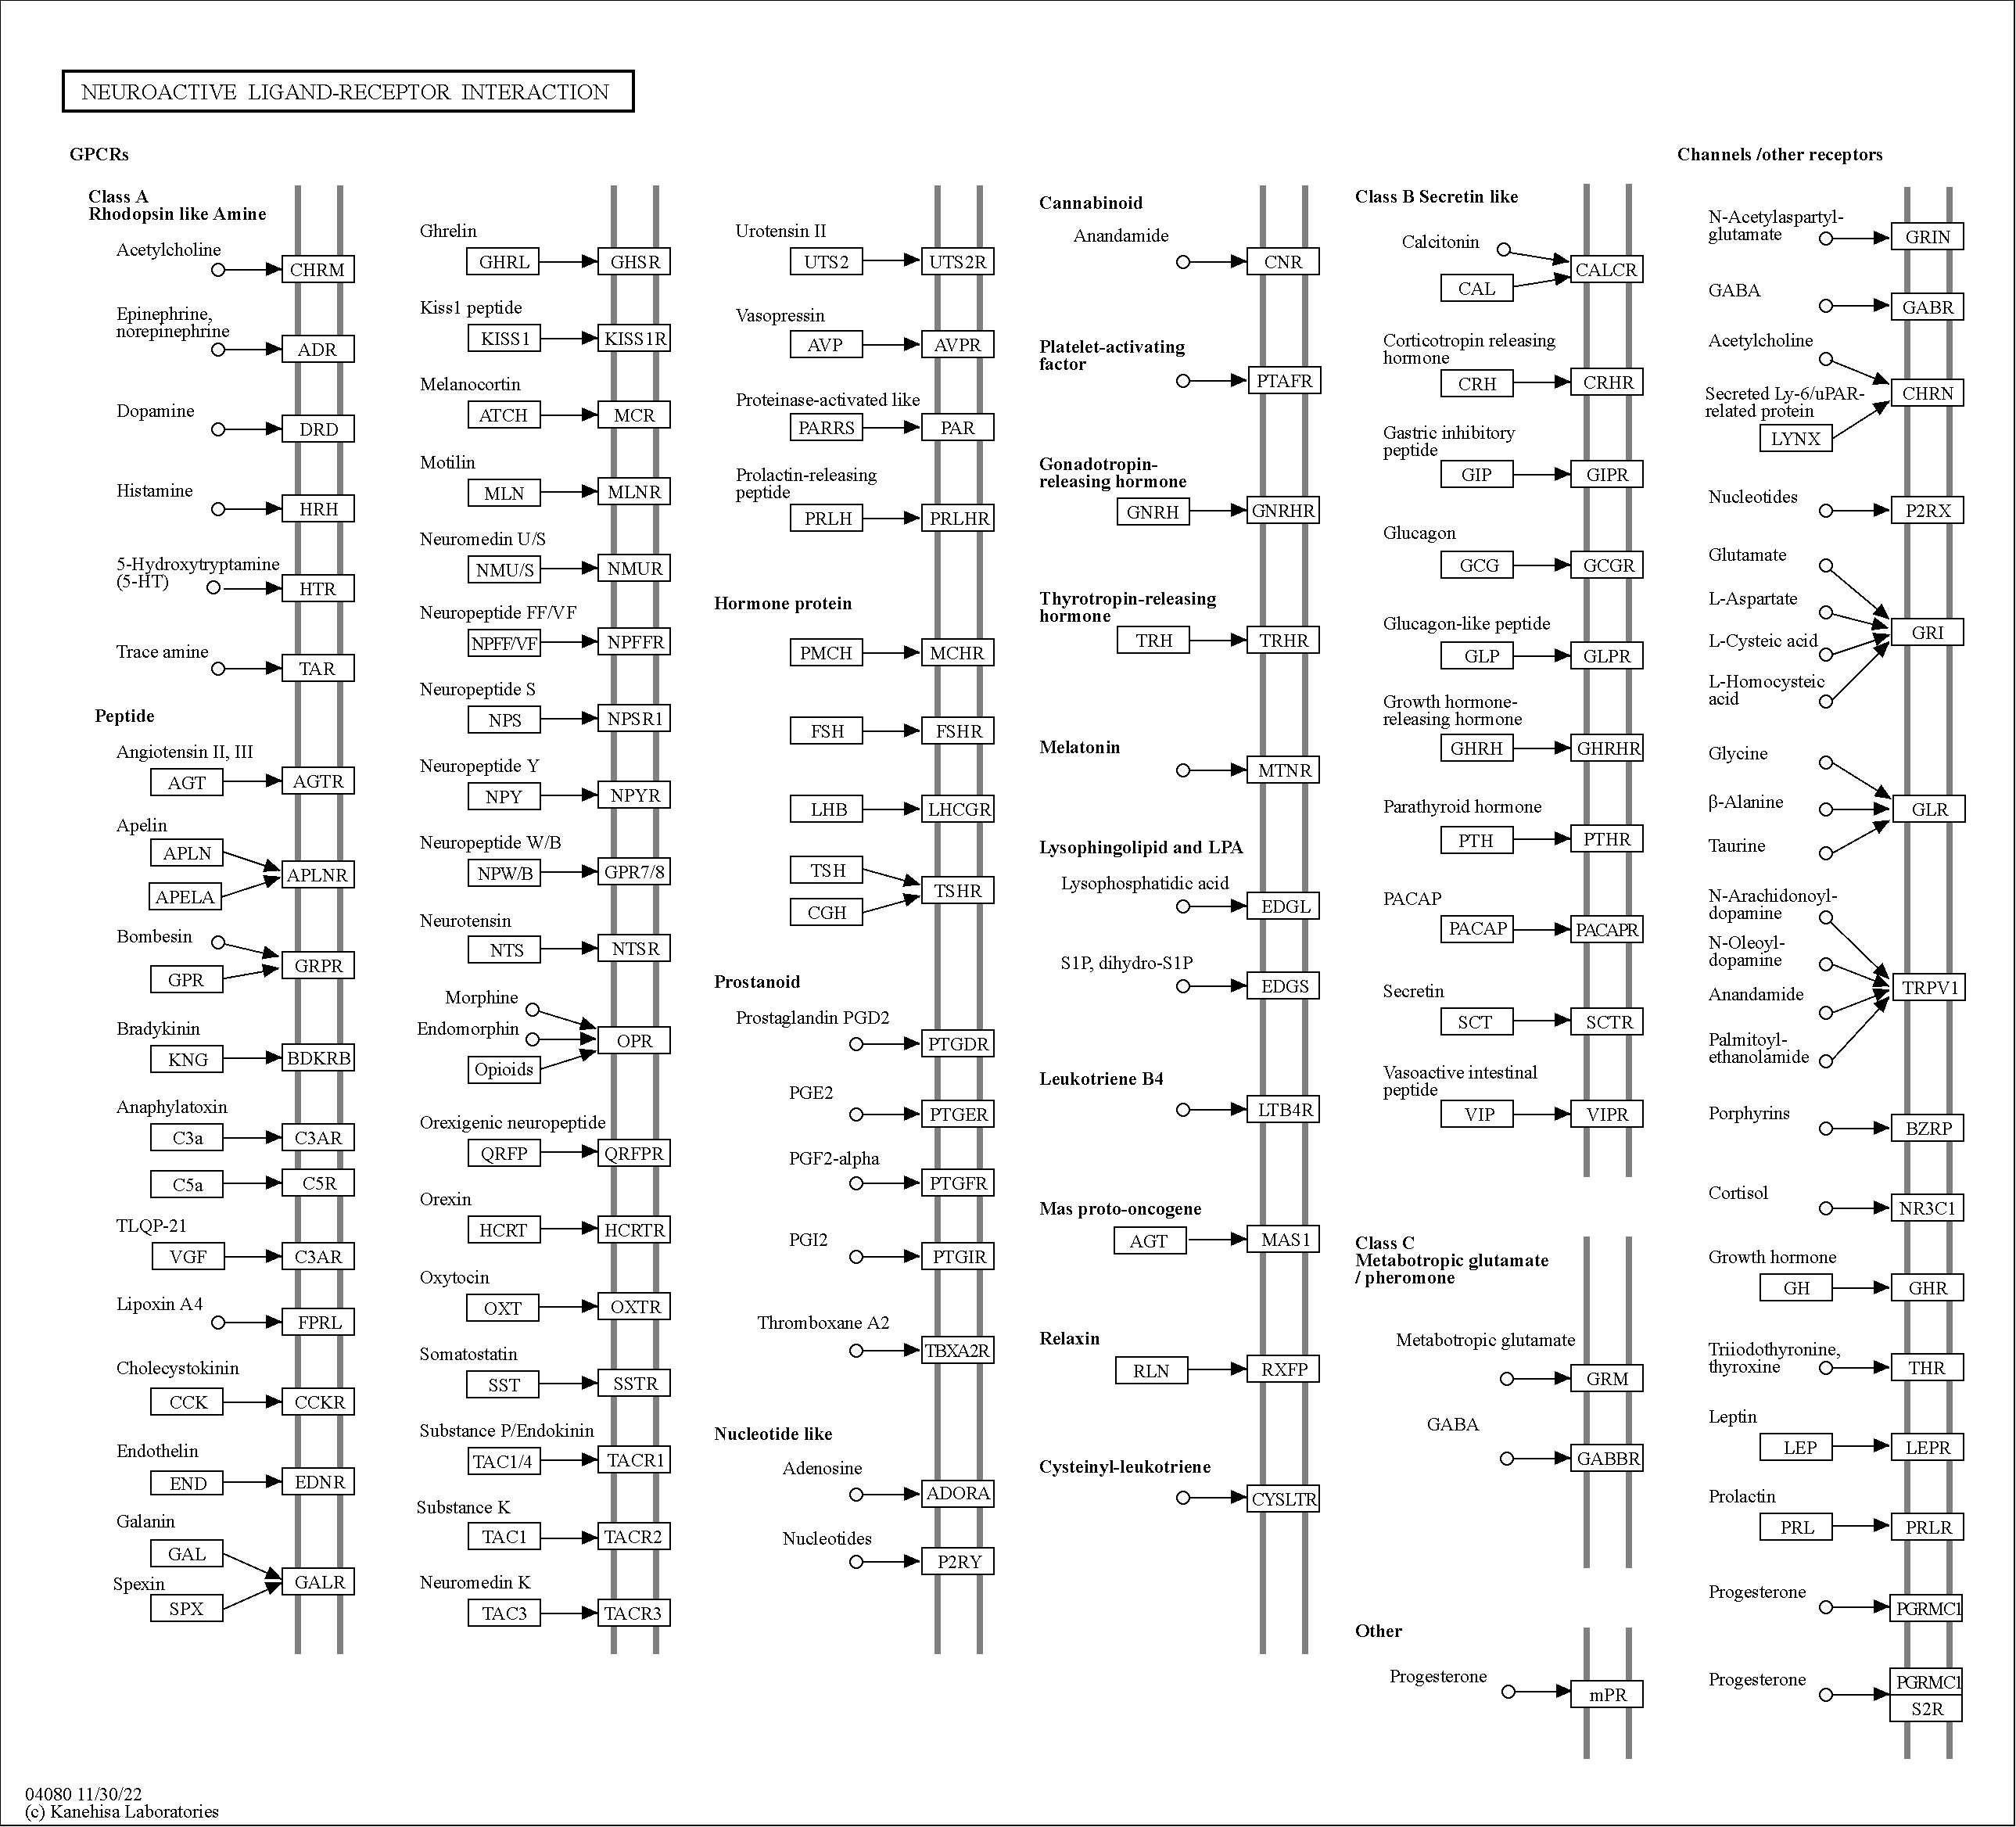 NEUROACTIVE LIGAND-RECEPTOR INTERACTION
GPCRs
Class A
Rhodopsin like Amine
Acetylcholine
CHRM
Epinephrine,
norepinephrine
ADR
Dopamine
DRD
Histamine
HRH
5-Hydroxytryptamine
(5-HT)
HTR
Trace amine
TAR
Peptide
Angiotensin II, III
AGT
AGTR
Apelin
APLN
APLNR
APELA
Bombesin
GRPR
GPR
Bradykinin
KNG
BDKRB
Anaphylatoxin
C3a
C3AR
C5a
C5R
TLQP-21
VGF
C3AR
Lipoxin A4
FPRL
Cholecystokinin
CCK
CCKR
Endothelin
END
EDNR
Galanin
GAL
GALR
Spexin
SPX
Ghrelin
GHRL
GHSR
Kiss1 peptide
KISS1
KISS1R
Melanocortin
ATCH
MCR
Motilin
MLN
MLNR
Neuromedin U/S
NMU/S
NMUR
Neuropeptide FF/VF
NPFF/VF
NPFFR
Neuropeptide S
NPS
NPSR1
Neuropeptide Y
NPY
NPYR
Neuropeptide W/B
NPW/B
GPR7/8
Neurotensin
NTS
NTSR
Morphine
Endomorphin
OPR
Opioids
Orexigenic neuropeptide
QRFP
QRFPR
Orexin
HCRT
HCRTR
Oxytocin
OXT
OXTR
Somatostatin
SST
SSTR
Substance P/Endokinin
TAC1/4
TACR1
Substance K
TAC1
TACR2
Neuromedin K
TAC3
TACR3
Urotensin II
UTS2
UTS2R
Vasopressin
AVP
AVPR
Proteinase-activated like
PARRS
PAR
Prolactin-releasing
peptide
PRLH
PRLHR
Hormone protein
PMCH
MCHR
FSH
FSHR
LHB
LHCGR
TSH
TSHR
CGH
Prostanoid
Prostaglandin PGD2
PTGDR
PGE2
PTGER
PGF2-alpha
PTGFR
PGI2
PTGIR
Thromboxane A2
TBXA2R
Nucleotide like
Adenosine
ADORA
Nucleotides
P2RY
Cannabinoid
Anandamide
CNR
Platelet-activating
factor
PTAFR
Gonadotropin-
releasing hormone
GNRH
GNRHR
Thyrotropin-releasing
hormone
TRH
TRHR
Melatonin
MTNR
Lysophingolipid and LPA
Lysophosphatidic acid
EDGL
S1P, dihydro-S1P
EDGS
Leukotriene B4
LTB4R
Mas proto-oncogene
AGT
MAS1
Relaxin
RLN
RXFP
Cysteinyl-leukotriene
CYSLTR
Class B Secretin like
Calcitonin
CALCR
CAL
Corticotropin releasing
hormone
CRH
CRHR
Gastric inhibitory
peptide
GIP
GIPR
Glucagon
GCG
GCGR
Glucagon-like peptide
GLP
GLPR
Growth hormone-
releasing hormone
GHRH
GHRHR
Parathyroid hormone
PTH
PTHR
PACAP
PACAP
PACAPR
Secretin
SCT
SCTR
Vasoactive intestinal
peptide
VIP
VIPR
Class C
Metabotropic glutamate
/ pheromone
Metabotropic glutamate
GRM
GABA
GABBR
Other
Progesterone
mPR
Channels /other receptors
N-Acetylaspartyl-
glutamate
GRIN
GABA
GABR
Acetylcholine
CHRN
Secreted Ly-6/uPAR-
related protein
LYNX
Nucleotides
P2RX
Glutamate
L-Aspartate
GRI
L-Cysteic acid
L-Homocysteic
acid
Glycine
β-Alanine
GLR
Taurine
N-Arachidonoyl-
dopamine
N-Oleoyl-
dopamine
TRPV1
Anandamide
Palmitoyl-
ethanolamide
Porphyrins
BZRP
Cortisol
NR3C1
Growth hormone
GH
GHR
Triiodothyronine,
thyroxine
THR
Leptin
LEP
LEPR
Prolactin
PRL
PRLR
Progesterone
PGRMC1
Progesterone
PGRMC1
S2R
04080 11/30/22
(c) Kanehisa Laboratories